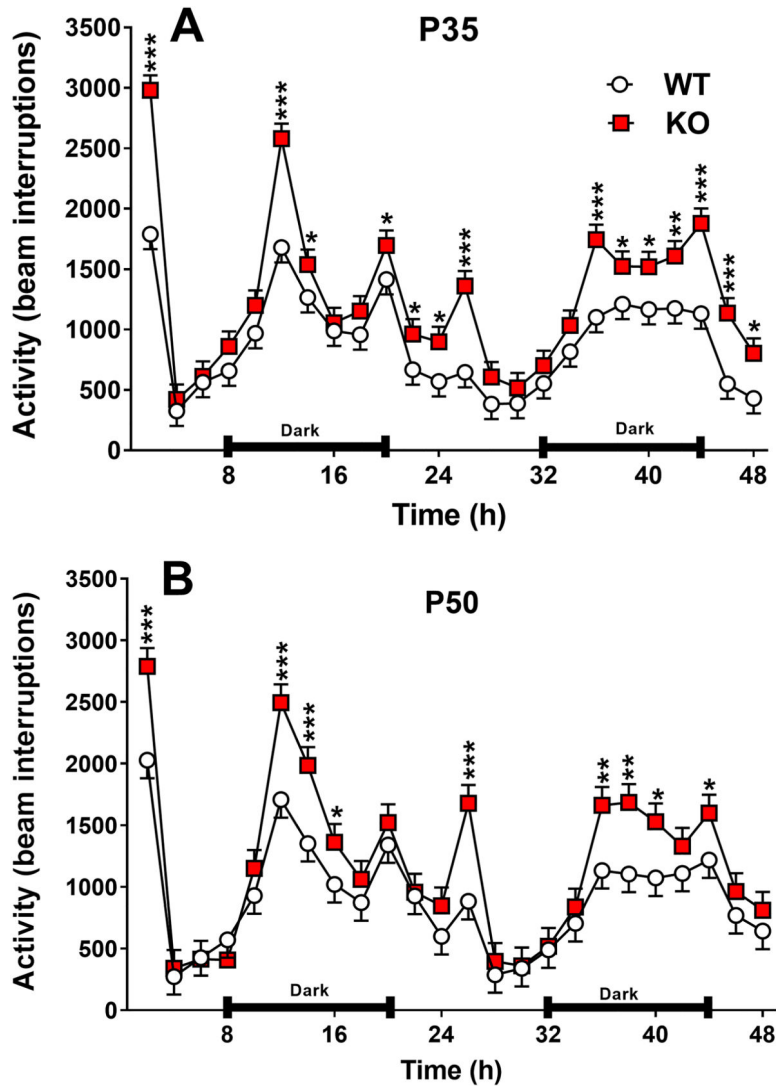 A
P35
3500
3000
2500
2000
1500
1000
500
0
Activity (beam interruptions)
WT
KO
***
***
*
*
*
*
***
***
*
*
**
***
***
*
Dark
Dark
8 16 24 32 40 48
Time (h)
B
P50
3500
3000
2500
2000
1500
1000
500
0
Activity (beam interruptions)
***
***
***
*
***
**
**
*
*
Dark
Dark
8 16 24 32 40 48
Time (h)